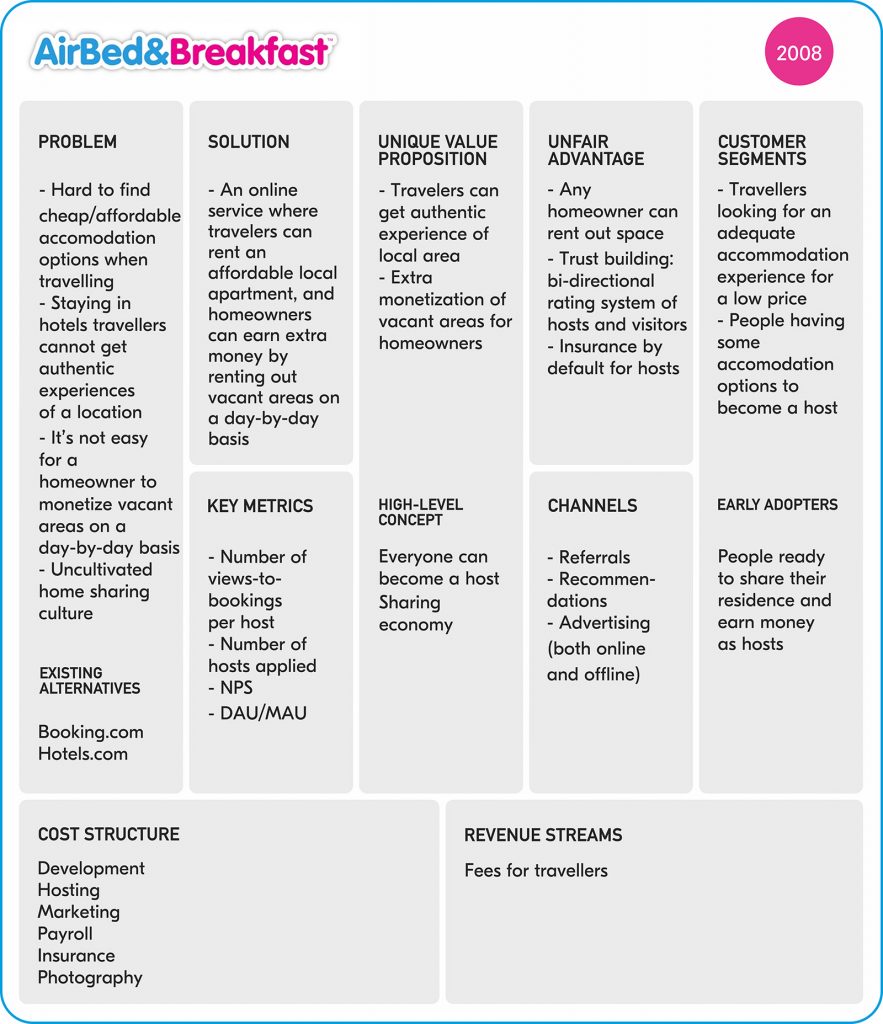 AirBed&Breakfast™
2008
PROBLEM
- Hard to find
cheap/affordable
accomodation
options when
travelling
- Staying in
hotels travellers
cannot get
authentic
experiences
of a location
- It's not easy
for a
homeowner to
monetize vacant
areas on a
day-by-day basis
- Uncultivated
home sharing
culture
EXISTING
ALTERNATIVES
Booking.com
Hotels.com
SOLUTION
- An online
service where
travelers can
rent an
affordable local
apartment, and
homeowners
can earn extra
money by
renting out
vacant areas on
a day-by-day
basis
KEY METRICS
- Number of
views-to-
bookings
per host
- Number of
hosts applied
- NPS
- DAU/MAU
UNIQUE VALUE
PROPOSITION
- Travelers can
get authentic
experience of
local area
- Extra
monetization of
vacant areas for
homeowners
HIGH-LEVEL
CONCEPT
Everyone can
become a host
Sharing
economy
UNFAIR
ADVANTAGE
- Any
homeowner can
rent out space
- Trust building:
bi-directional
rating system of
hosts and visitors
- Insurance by
default for hosts
CHANNELS
- Referrals
- Recommen-
dations
- Advertising
(both online
and offline)
CUSTOMER
SEGMENTS
- Travellers
looking for an
adequate
accommodation
experience for
a low price
- People having
some
accomodation
options to
become a host
EARLY ADOPTERS
People ready
to share their
residence and
earn money
as hosts
COST STRUCTURE
Development
Hosting
Marketing
Payroll
Insurance
Photography
REVENUE STREAMS
Fees for travellers